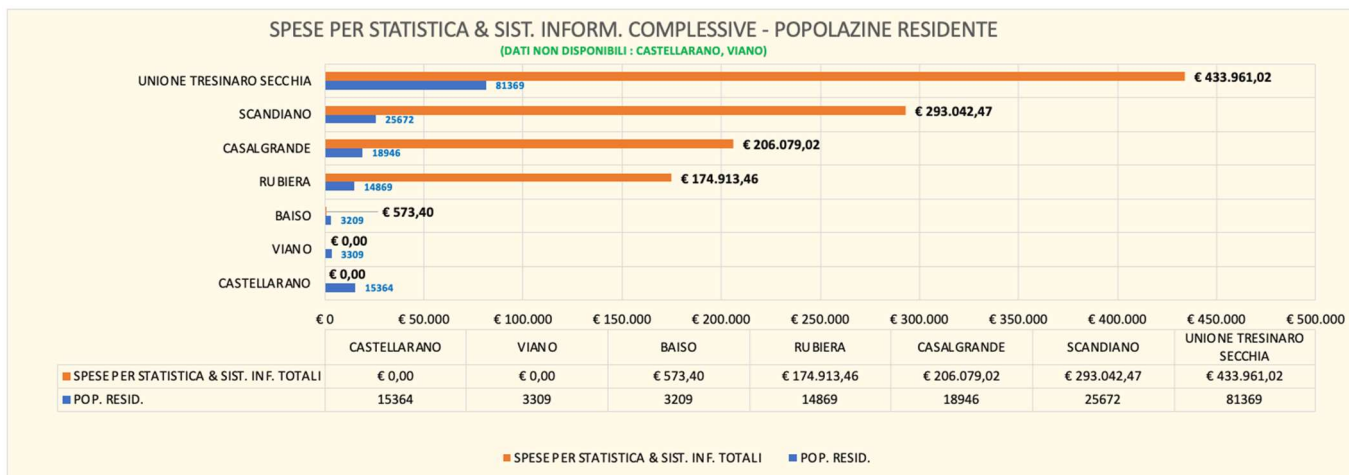 SPESE PER STATISTICA & SIST. INFORM. COMPLESSIVE - POPOLAZINE RESIDENTE
(DATI NON DISPONIBILI : CASTELLARANO, VIANO)
UNIONE TRESINARO SECCHIA € 433.961,02
81369
SCANDIANO € 293.042,47
25672
CASALGRANDE € 206.079,02
18946
RUBIERA € 174.913,46
14869
BAISO € 573,40
3209
VIANO € 0,00
3309
CASTELLARANO € 0,00
15364
€ 0 € 50.000 € 100.000 € 150.000 € 200.000 € 250.000 € 300.000 € 350.000 € 400.000 € 450.000 € 500.000
CASTELLARANO VIANO BAISO RUBIERA CASALGRANDE SCANDIANO UNIONE TRESINARO SECCHIA
SPESE PER STATISTICA & SIST. INF. TOTALI € 0,00 € 0,00 € 573,40 € 174.913,46 € 206.079,02 € 293.042,47 € 433.961,02
POP. RESID. 15364 3309 3209 14869 18946 25672 81369
SPESE PER STATISTICA & SIST. INF. TOTALI POP. RESID.